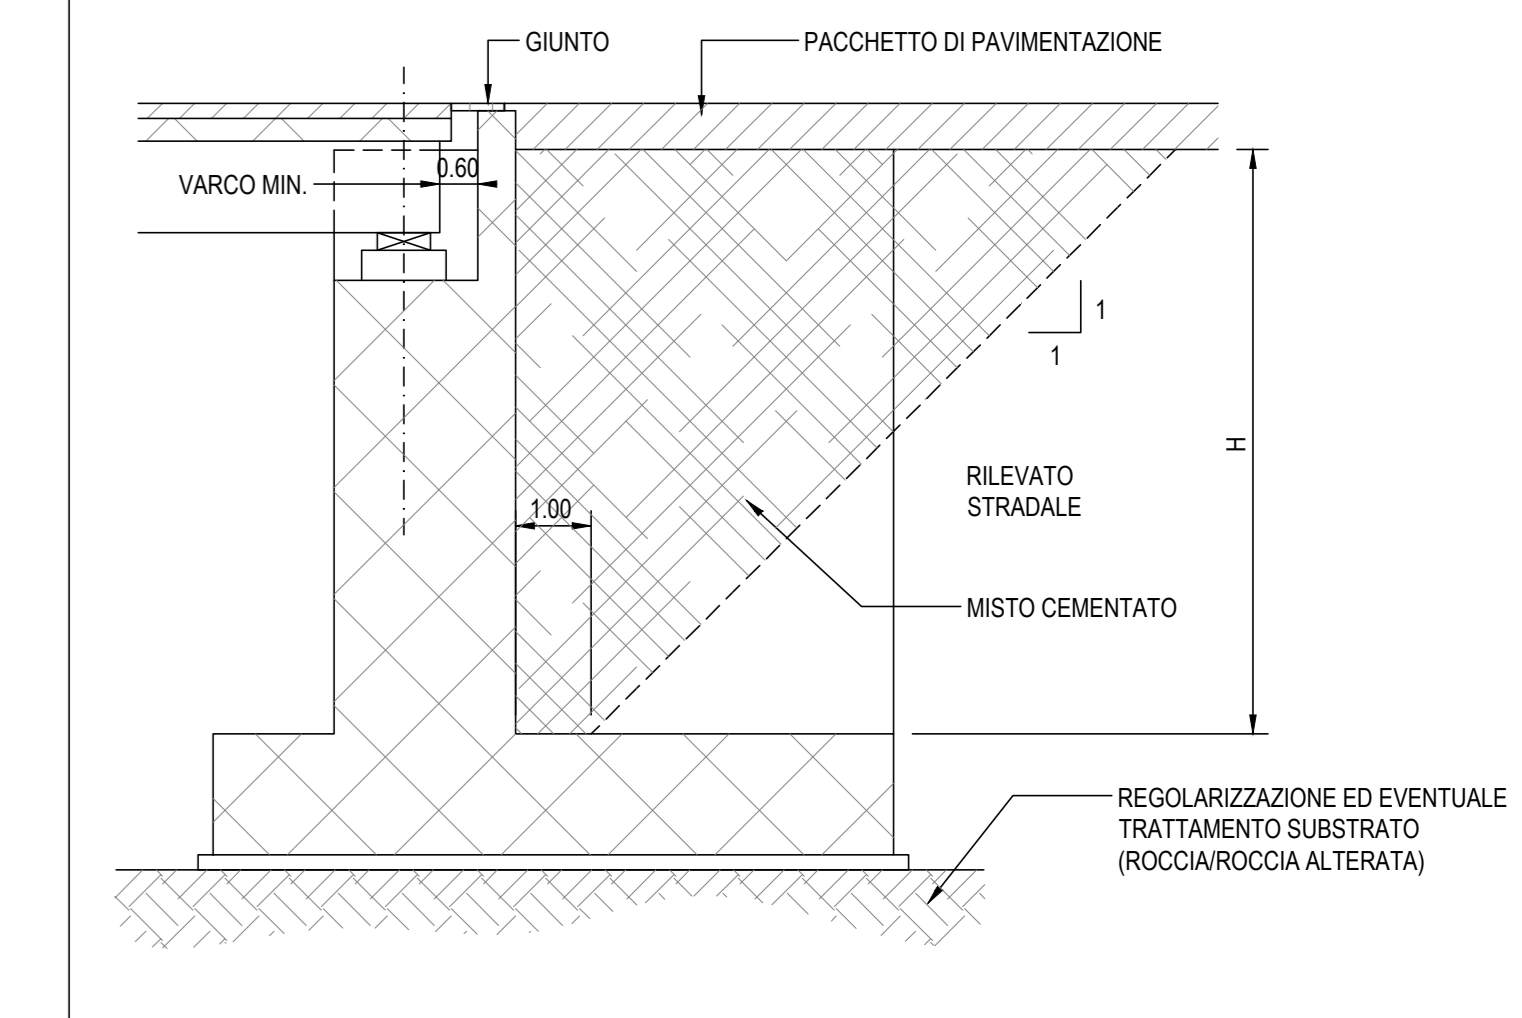 GIUNTO
PACCHETTO DI PAVIMENTAZIONE
0.60
VARCO MIN.
1
1
H
RILEVATO
STRADALE
1.00
MISTO CEMENTATO
REGOLARIZZAZIONE ED EVENTUALE
TRATTAMENTO SUBSTRATO
(ROCCIA/ROCCIA ALTERATA)